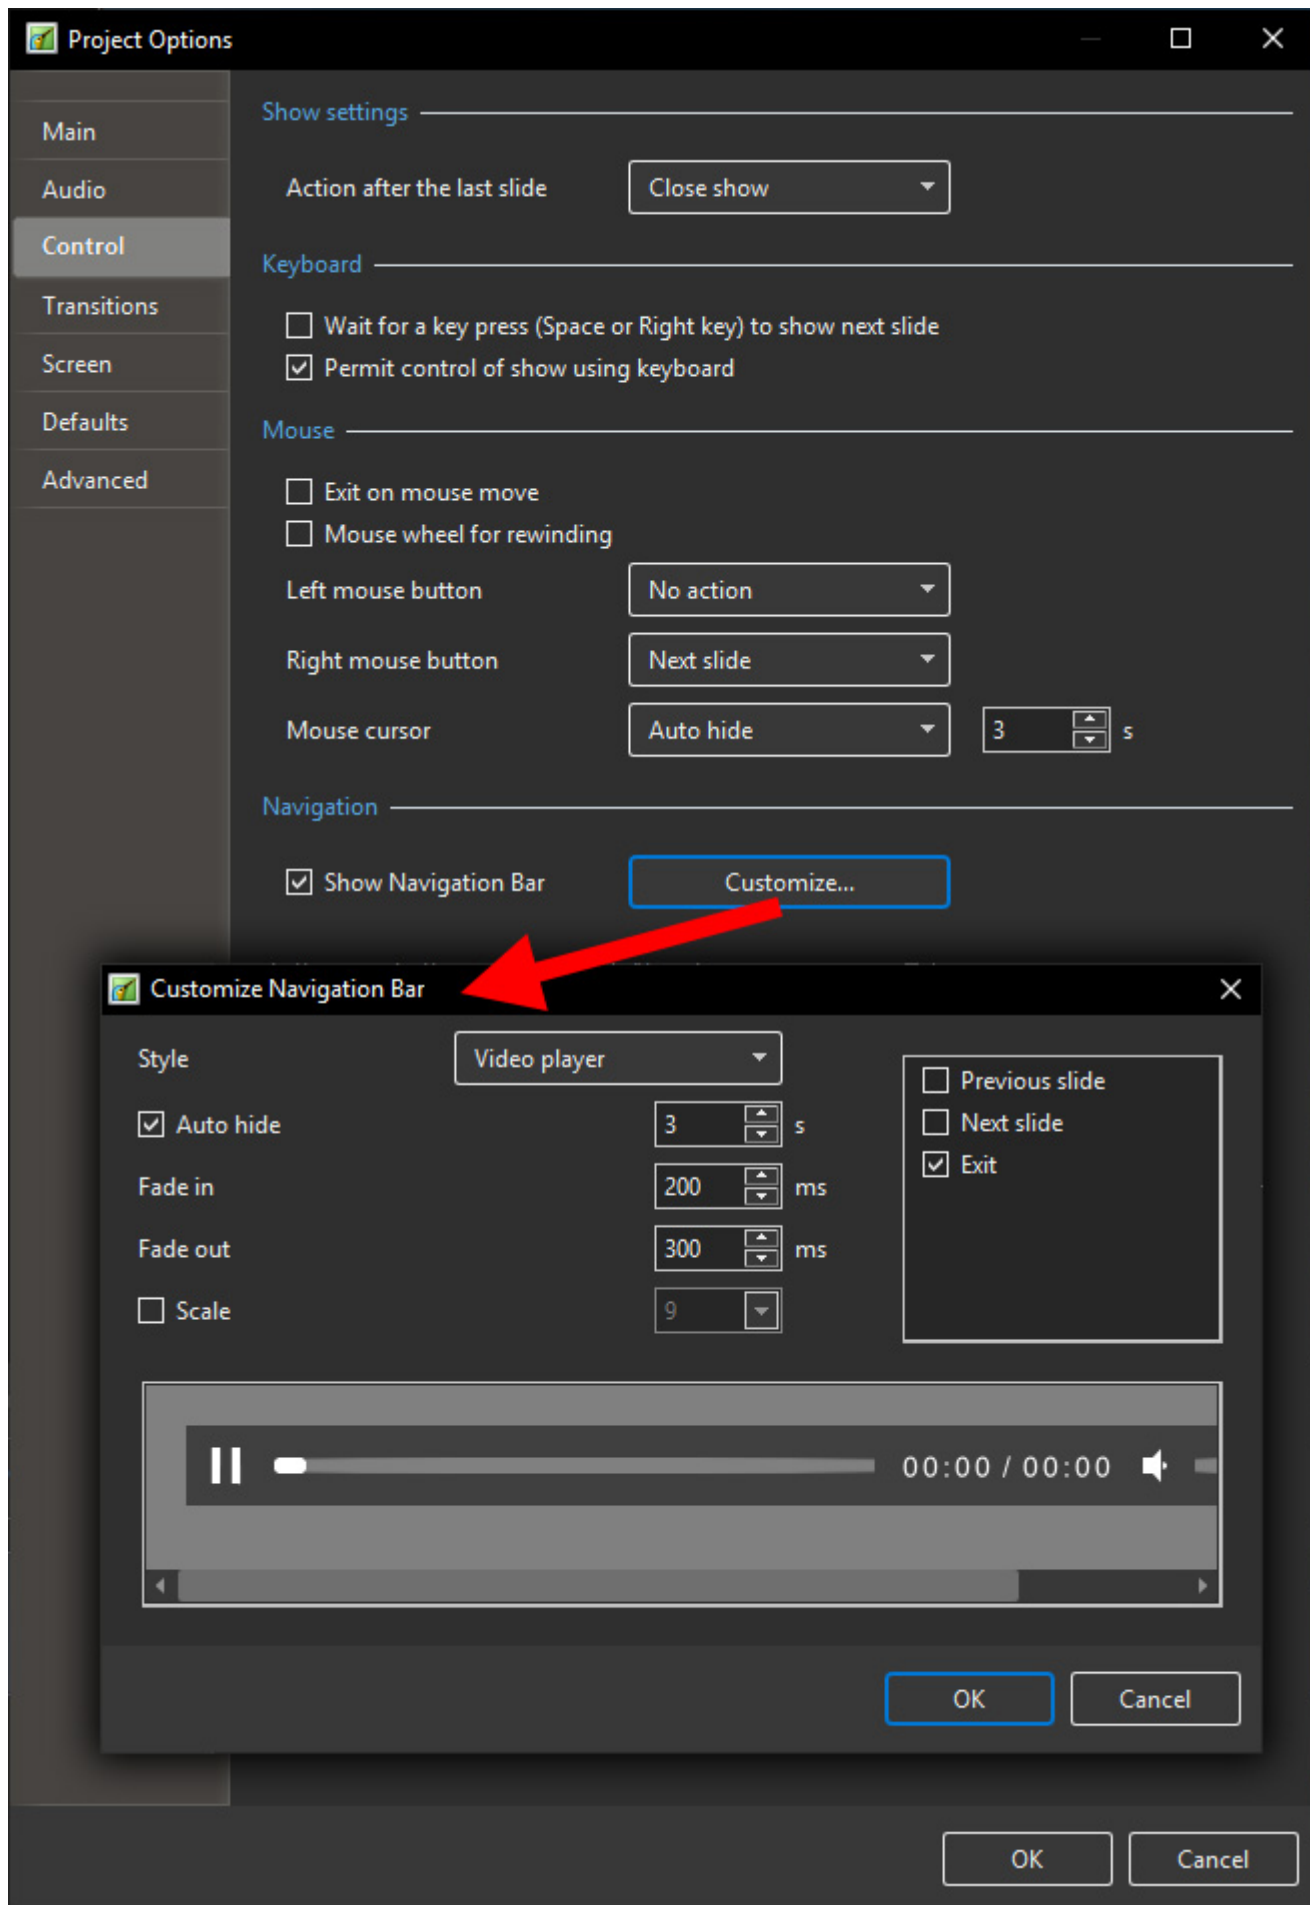 Project Options
Main
Audio
Control
Transitions
Screen
Defaults
Advanced
Show settings
Action after the last slide Close show
Keyboard
Wait for a key press (Space or Right key) to show next slide
Permit control of show using keyboard
Mouse
Exit on mouse move
Mouse wheel for rewinding
Left mouse button No action
Right mouse button Next slide
Mouse cursor Auto hide 3 s
Navigation
Show Navigation Bar Customize...
Customize Navigation Bar
Style Video player
Auto hide 3 s
Fade in 200 ms
Fade out 300 ms
Scale 9
Previous slide
Next slide
Exit
00:00 / 00:00
OK Cancel
OK Cancel